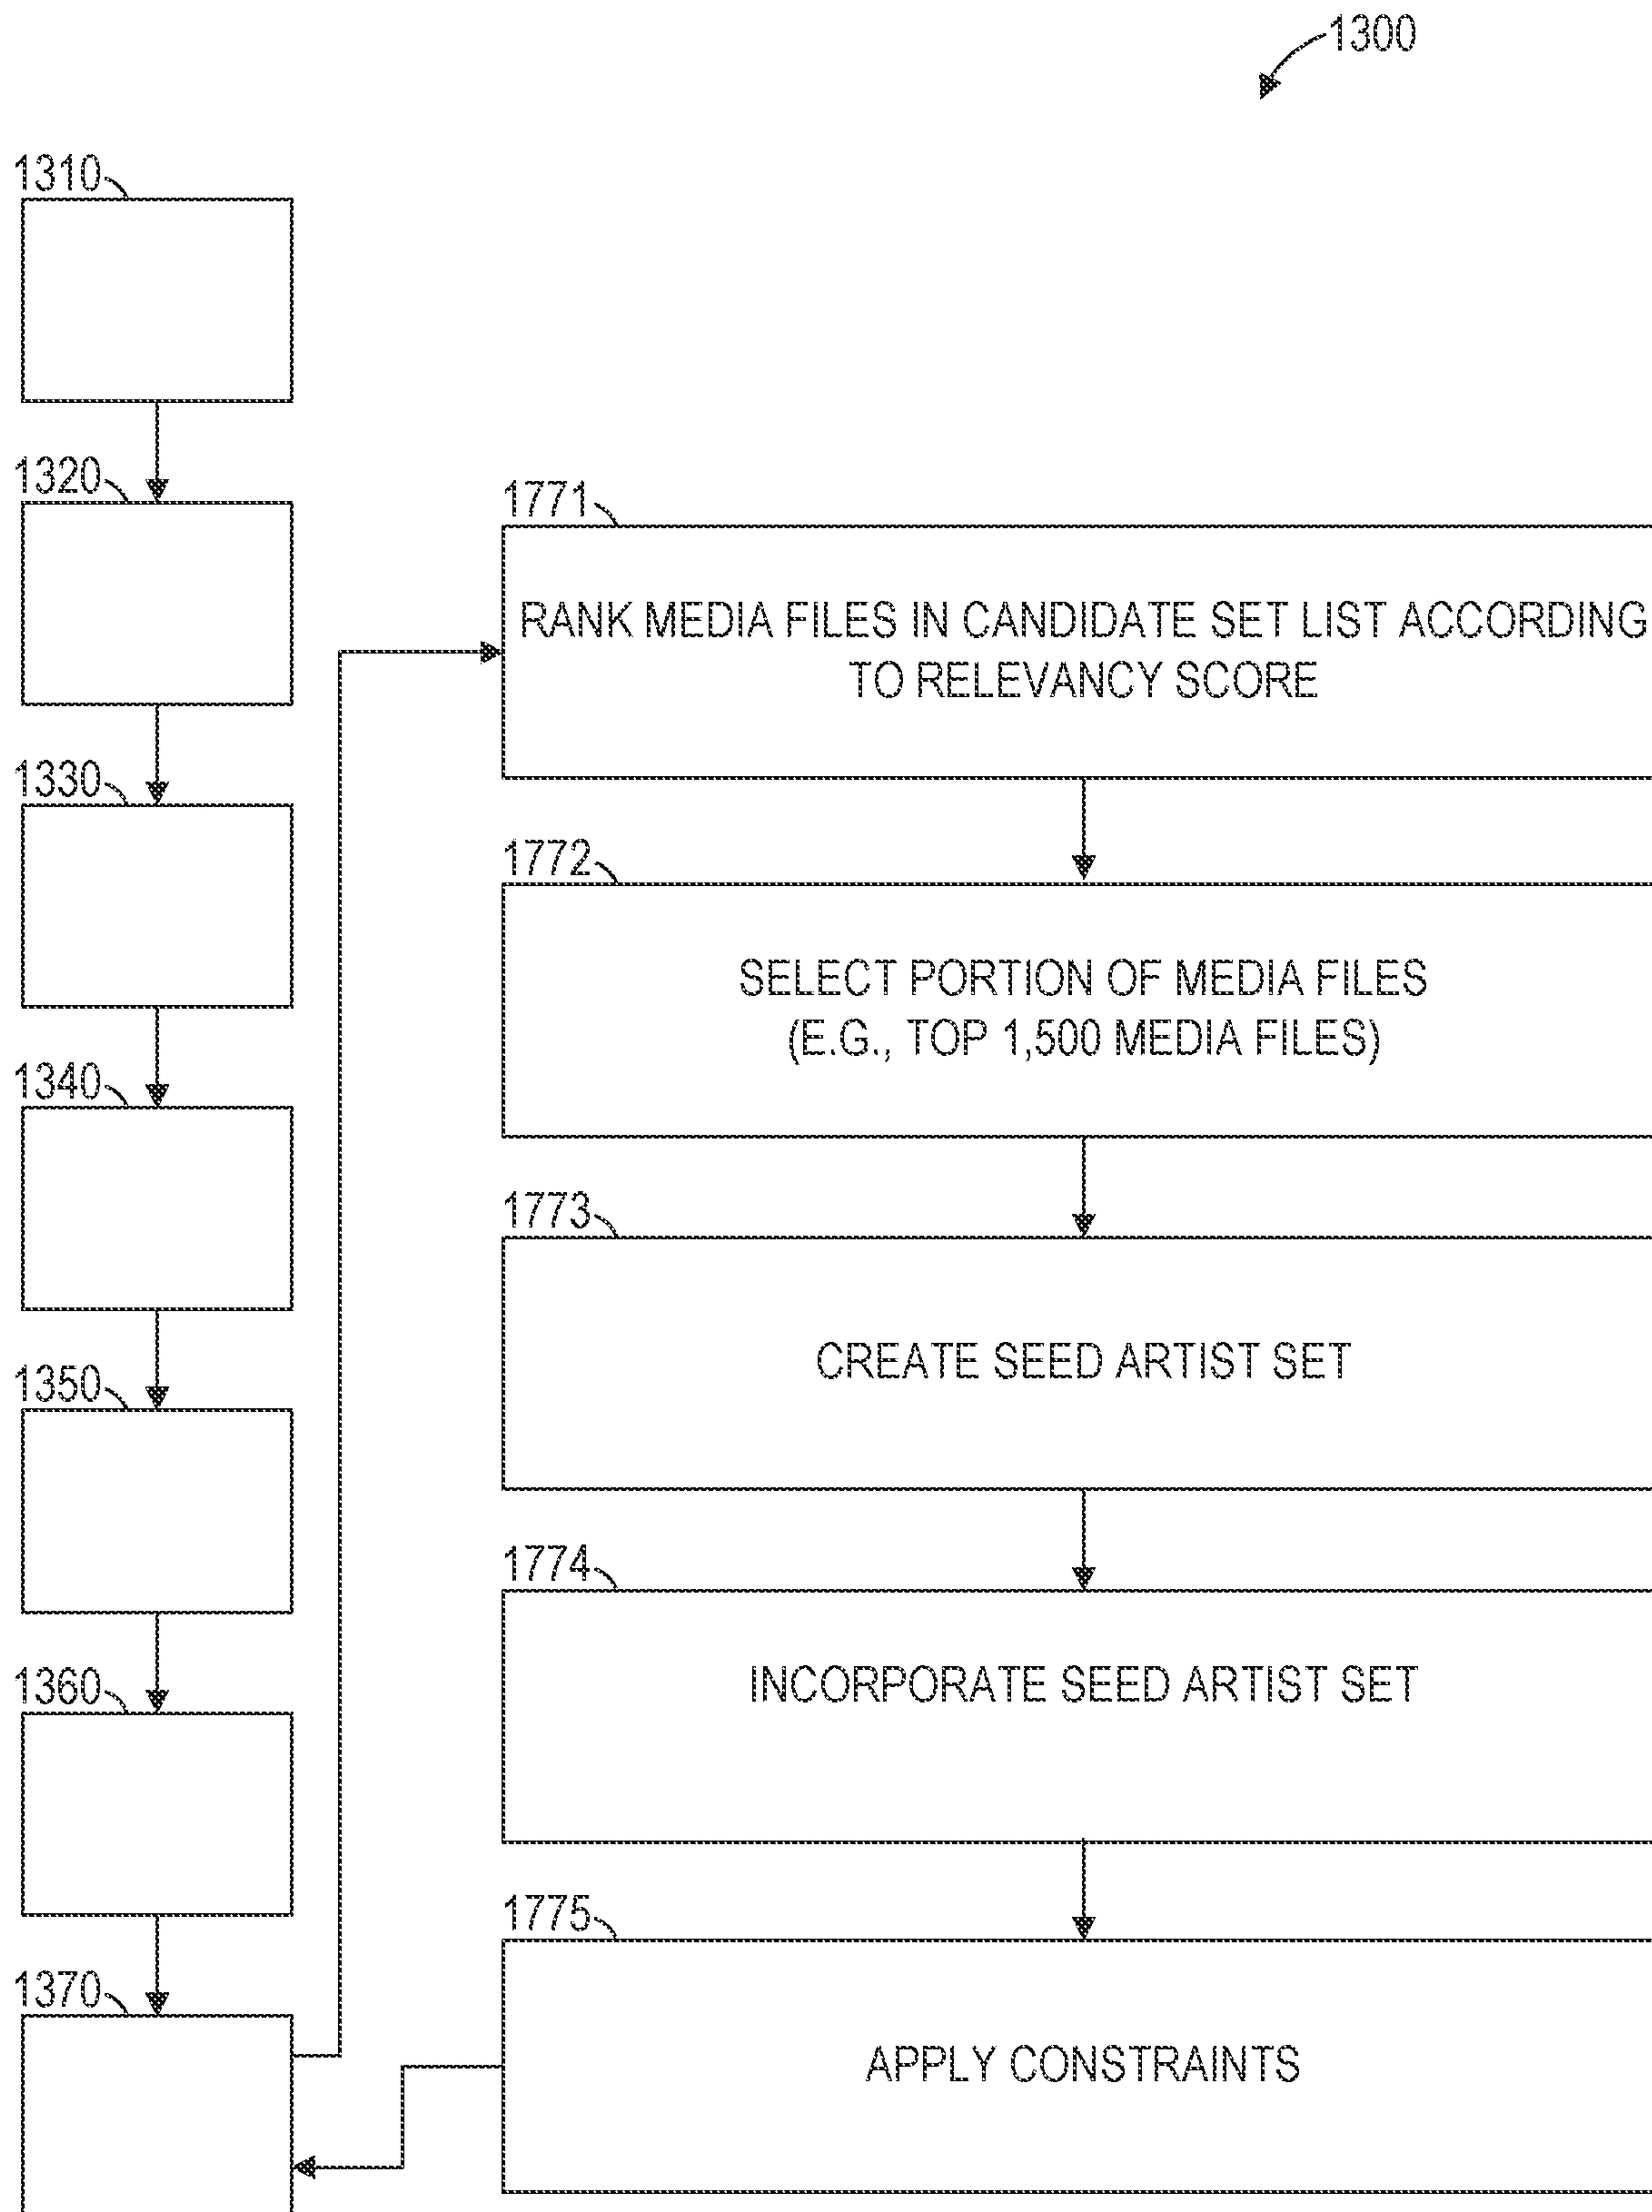 1300
1310
1320
1330
1340
1350
1360
1370
1771
RANK MEDIA FILES IN CANDIDATE SET LIST ACCORDING
TO RELEVANCY SCORE
1772
SELECT PORTION OF MEDIA FILES
(E.G., TOP 1,500 MEDIA FILES)
1773
CREATE SEED ARTIST SET
1774
INCORPORATE SEED ARTIST SET
1775
APPLY CONSTRAINTS